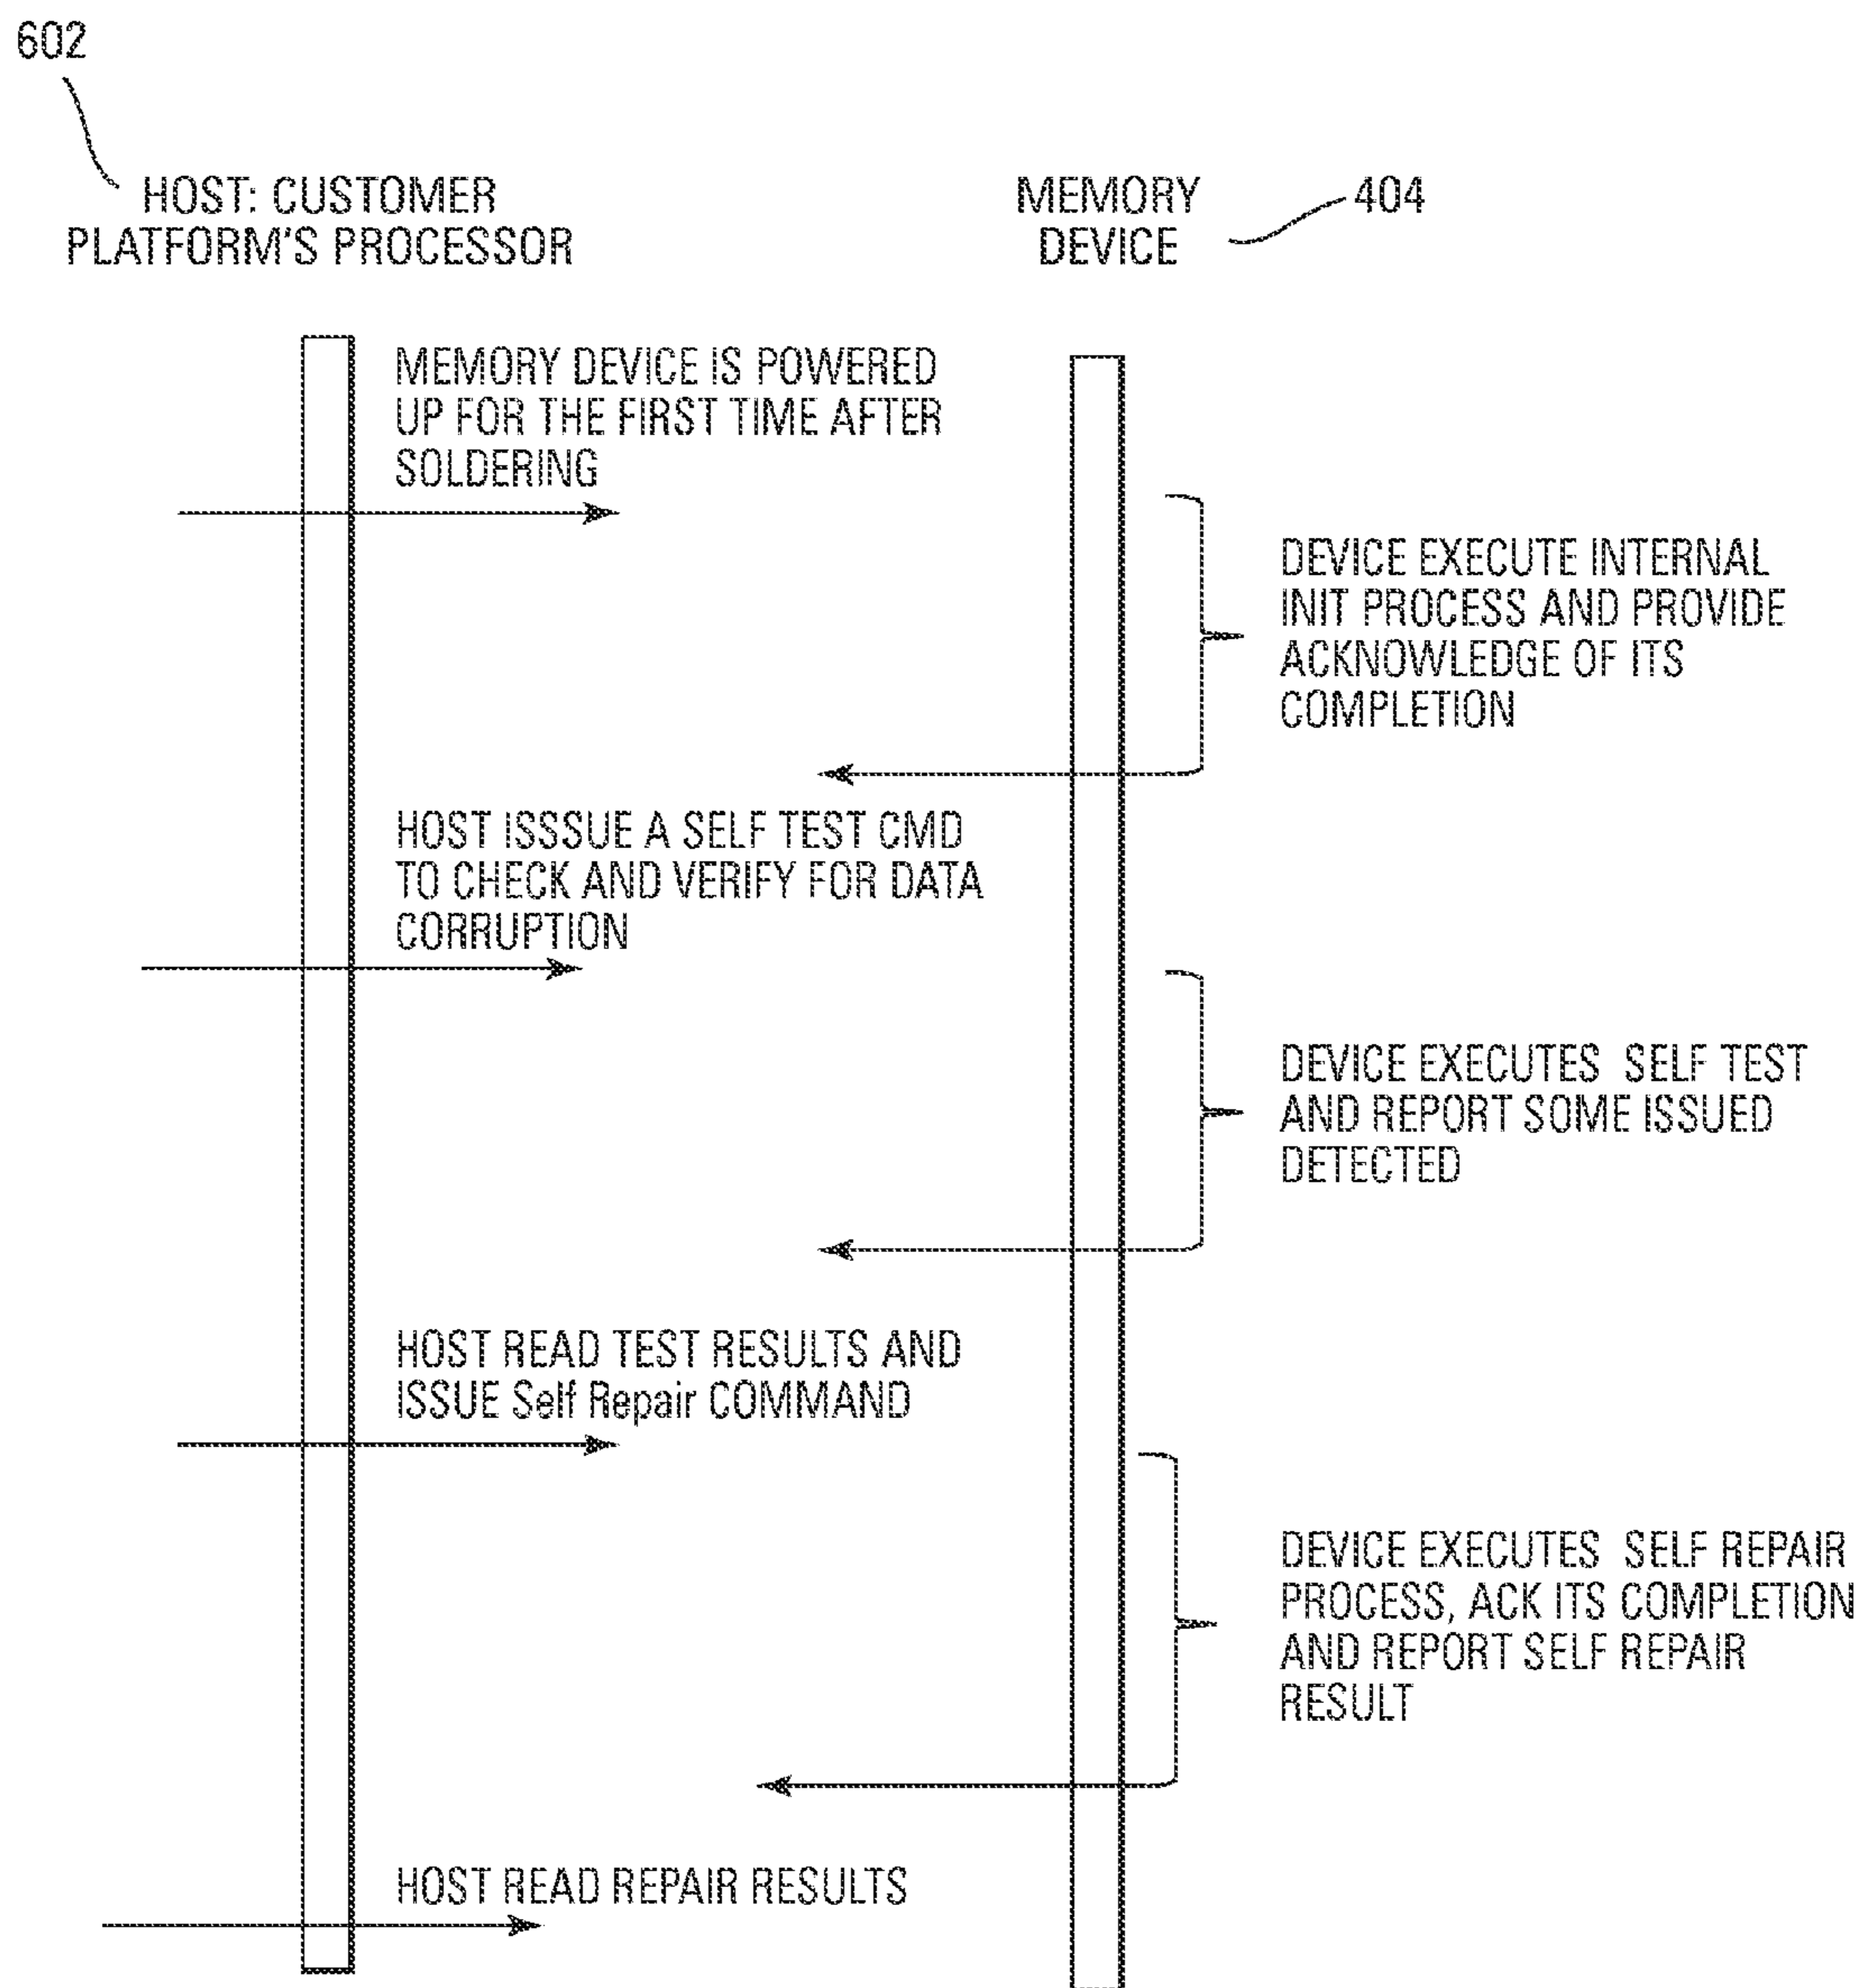 602
HOST: CUSTOMER
PLATFORM'S PROCESSOR
MEMORY
DEVICE
404
MEMORY DEVICE IS POWERED
UP FOR THE FIRST TIME AFTER
SOLDERING
DEVICE EXECUTE INTERNAL
INIT PROCESS AND PROVIDE
ACKNOWLEDGE OF ITS
COMPLETION
HOST ISSSUE A SELF TEST CMD
TO CHECK AND VERIFY FOR DATA
CORRUPTION
DEVICE EXECUTES SELF TEST
AND REPORT SOME ISSUED
DETECTED
HOST READ TEST RESULTS AND
ISSUE Self Repair COMMAND
DEVICE EXECUTES SELF REPAIR
PROCESS, ACK ITS COMPLETION
AND REPORT SELF REPAIR
RESULT
HOST READ REPAIR RESULTS